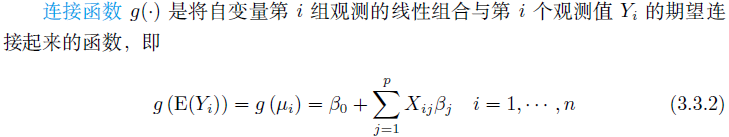 连接函数 g(·) 是将自变量第 i 组观测的线性组合与第 i 个观测值 Y_i 的期望连
接起来的函数，即
g (E(Y_i)) = g (μ_i) = β_0 + \sum_{j=1}^{p} X_{ij}β_j   i = 1, ⋯ , n   (3.3.2)